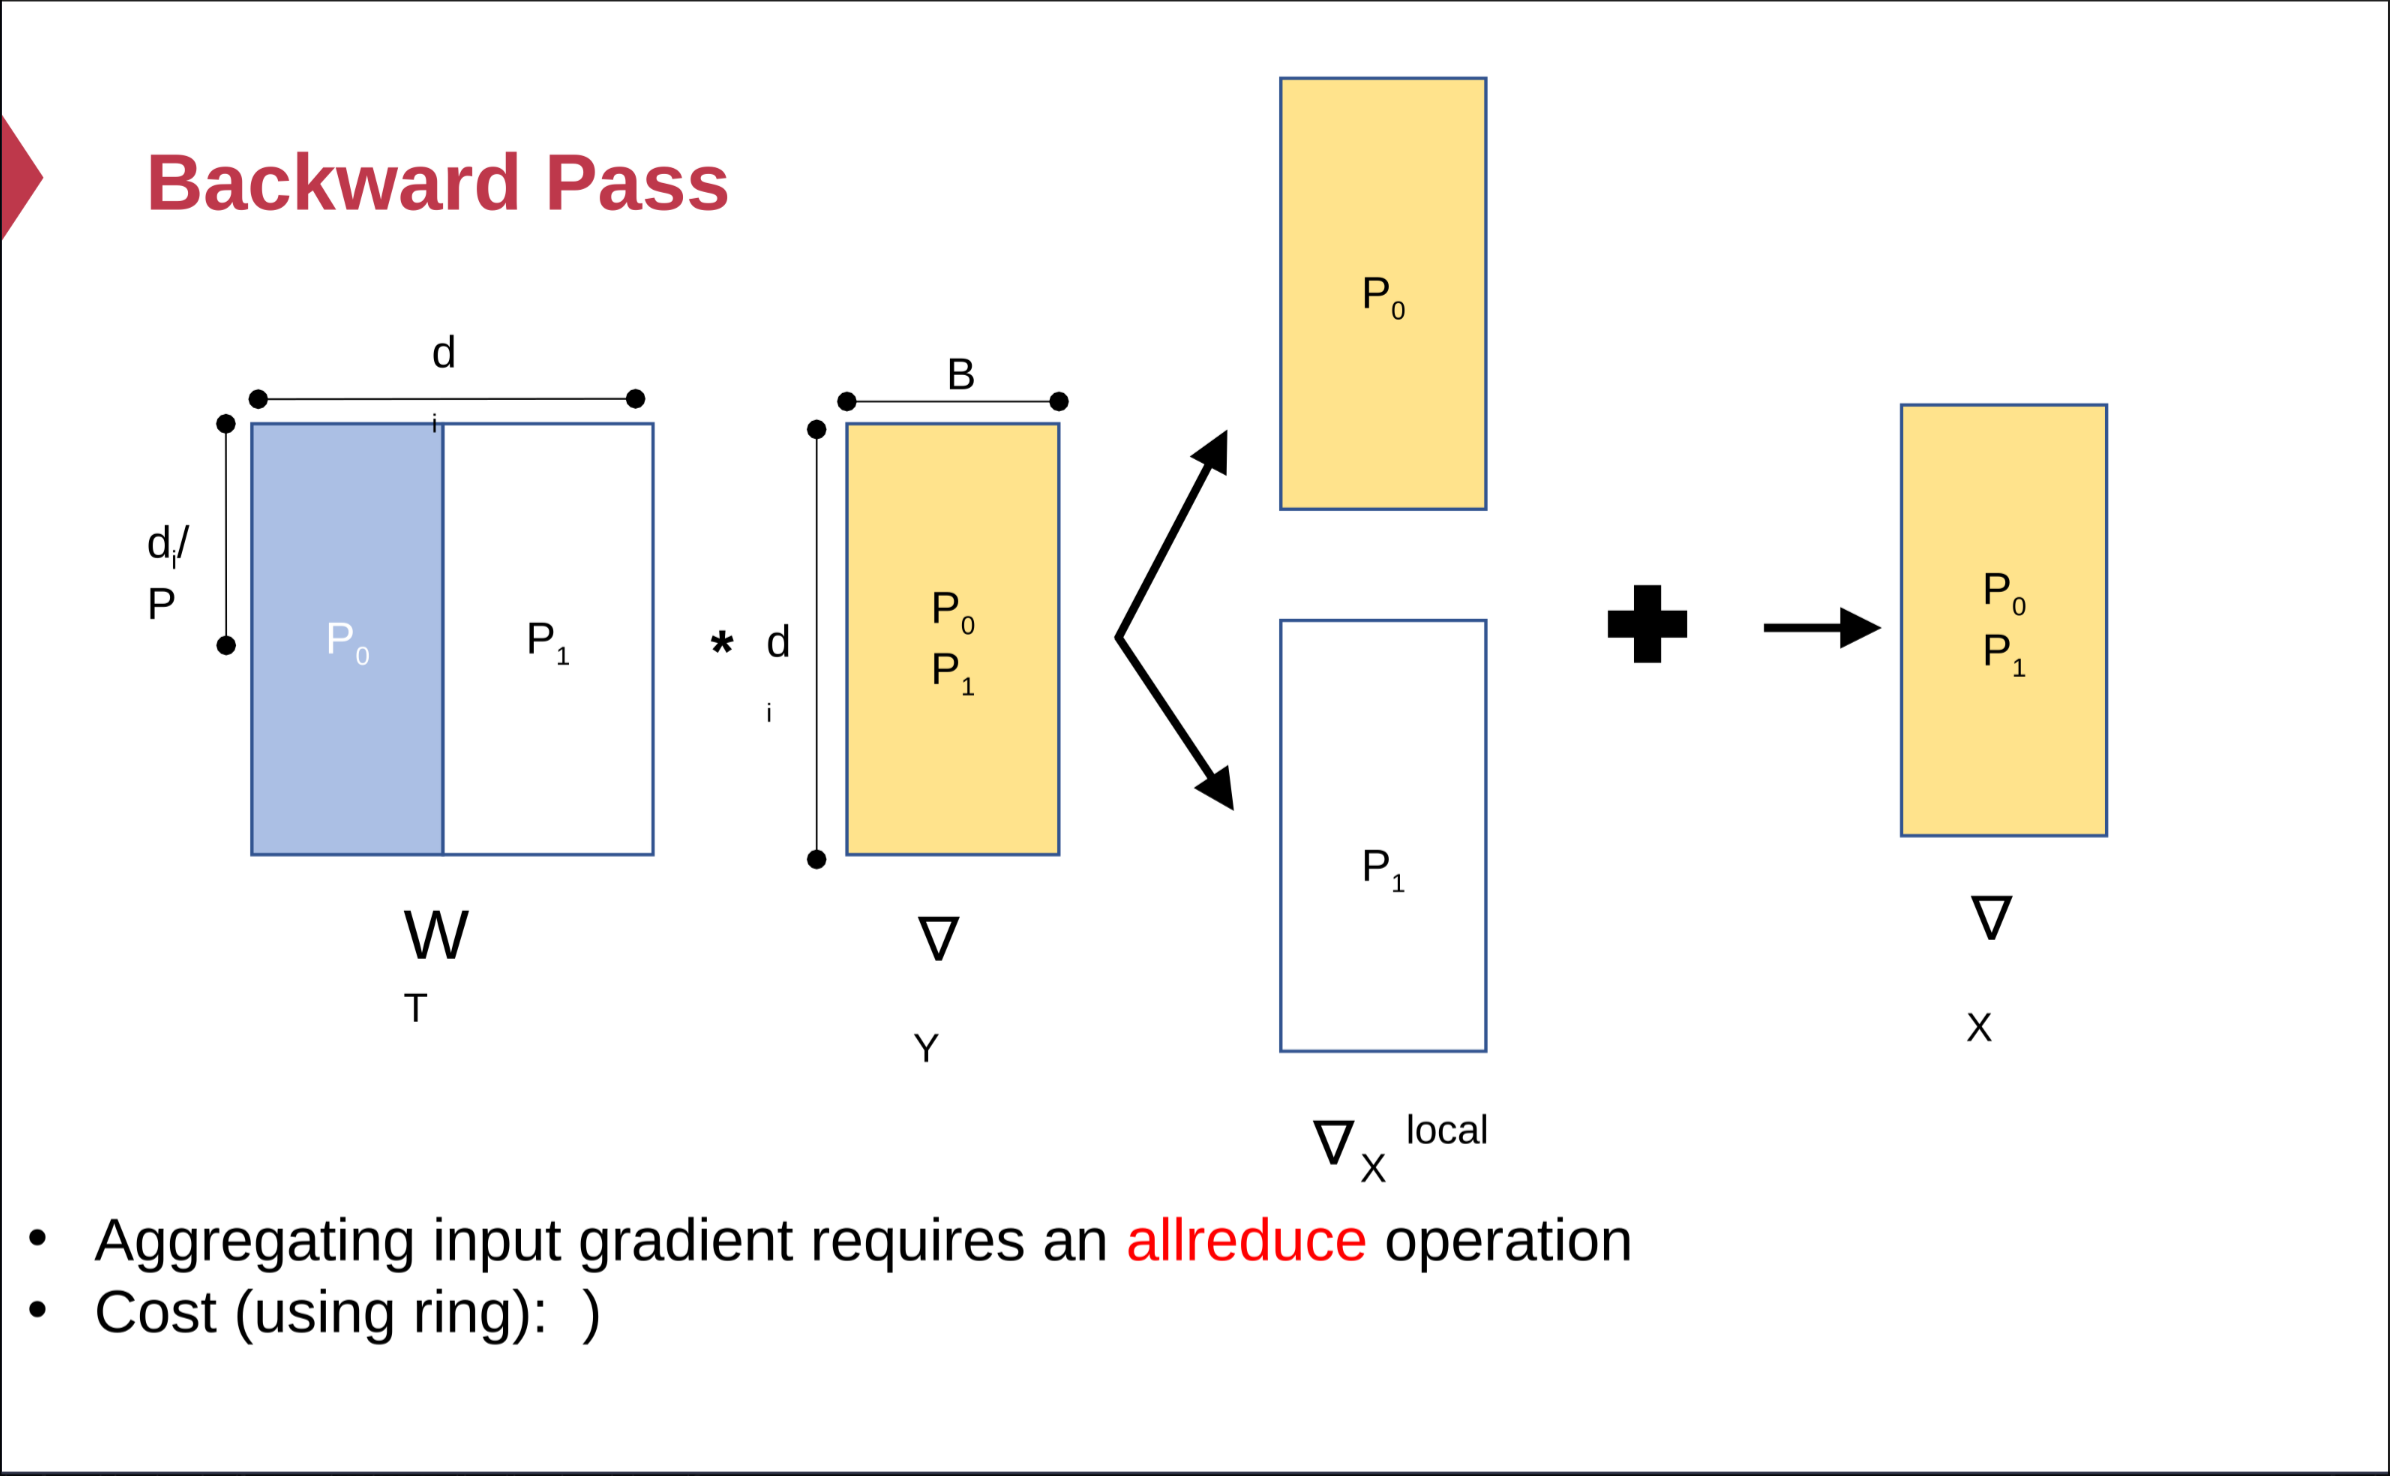 Backward Pass
d
i
d_i/
P
P_0
P_1
W
T
*
B
d
i
P_0
P_1
∇
Y
P_0
P_1
∇_X local
P_0
P_1
∇
X
• Aggregating input gradient requires an allreduce operation
• Cost (using ring): )